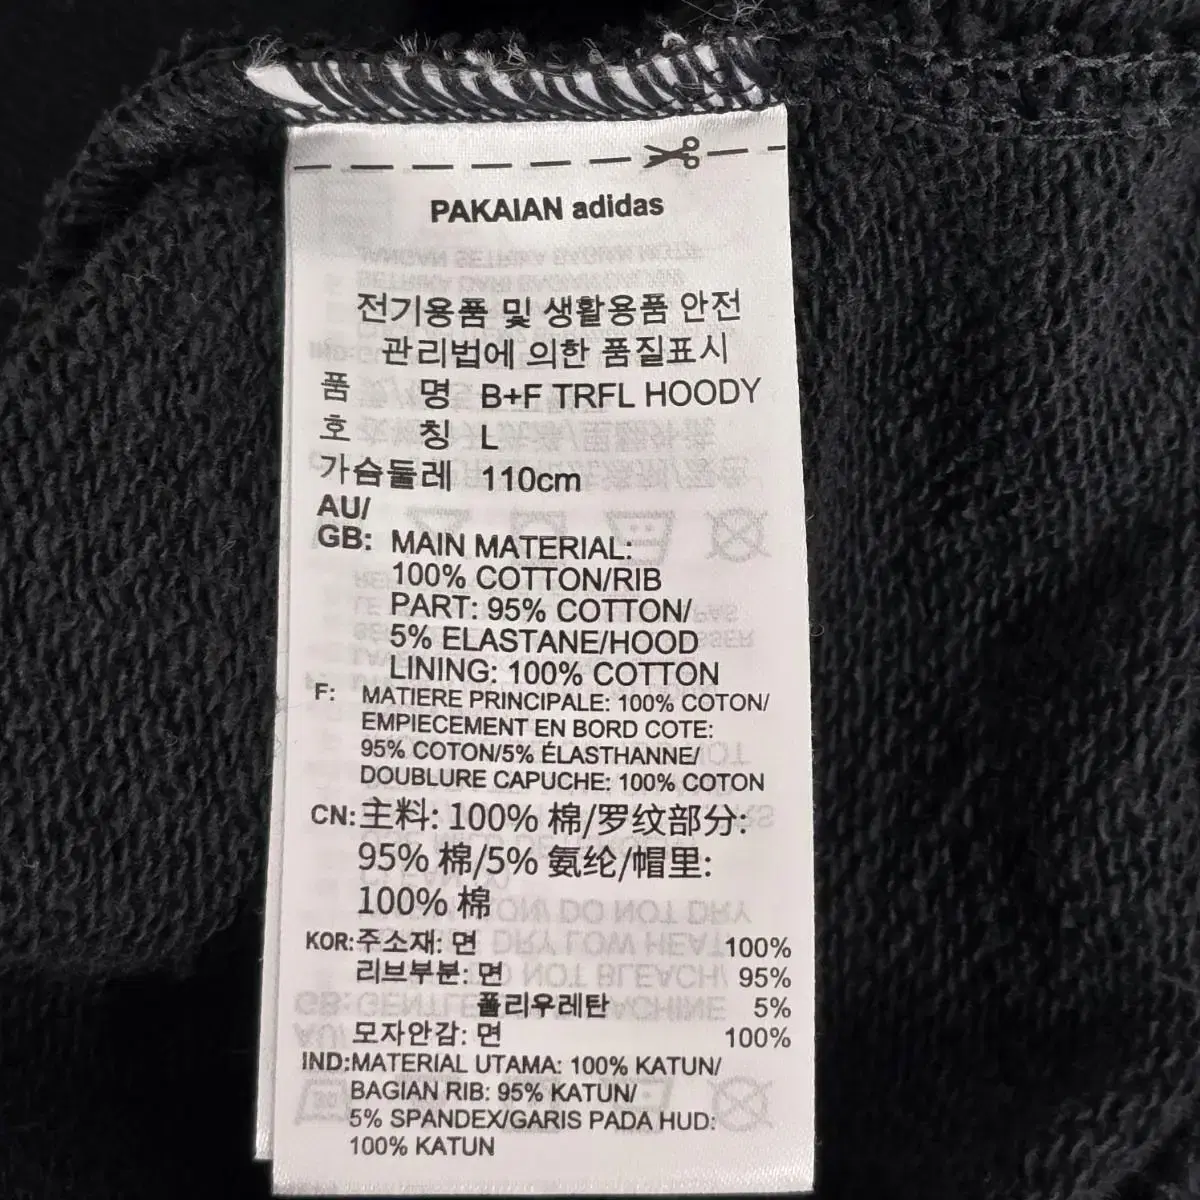 PAKAIAN adidas
전기용품 및 생활용품 안전
관리법에 의한 품질표시
품 명 B+F TRFL HOODY
호 칭 L
가슴둘레 110cm
AU/
GB: MAIN MATERIAL:
100% COTTON/RIB
PART: 95% COTTON/
5% ELASTANE/HOOD
LINING: 100% COTTON
F: MATIERE PRINCIPALE: 100% COTON/
EMPIECEMENT EN BORD COTE:
95% COTON/5% ÉLASTHANNE/
DOUBLURE CAPUCHE: 100% COTON
CN: 主料: 100% 棉/罗纹部分:
95% 棉/5% 氨纶/帽里:
100% 棉
KOR: 주소재: 면 100%
리브부분: 면 95%
폴리우레탄 5%
모자안감: 면 100%
IND: MATERIAL UTAMA: 100% KATUN/
BAGIAN RIB: 95% KATUN/
5% SPANDEX/GARIS PADA HUD:
100% KATUN